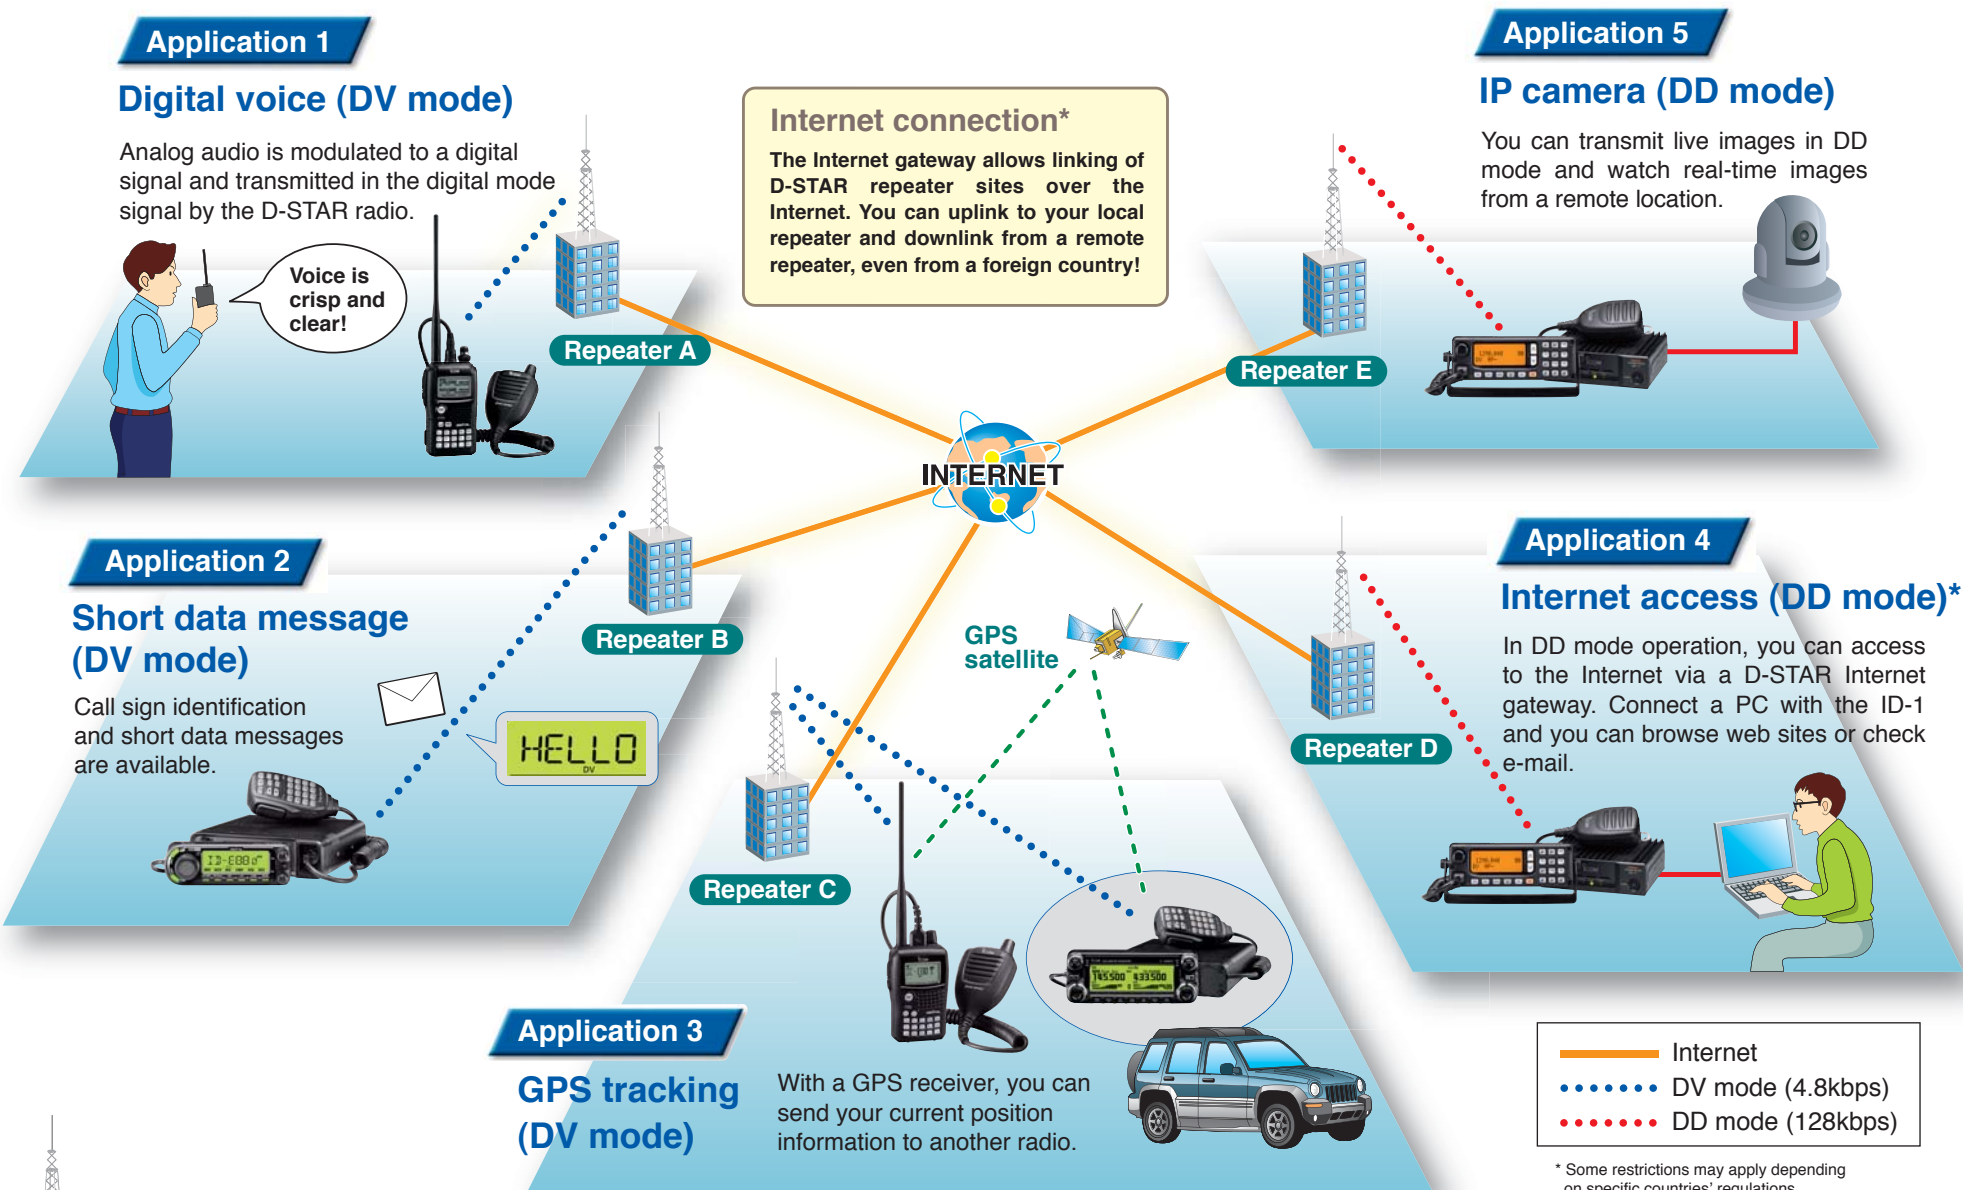 Application 1
Digital voice (DV mode)
Analog audio is modulated to a digital
signal and transmitted in the digital mode
signal by the D-STAR radio.
Voice is
crisp and
clear!
Repeater A
Internet connection*
The Internet gateway allows linking of
D-STAR repeater sites over the
Internet. You can uplink to your local
repeater and downlink from a remote
repeater, even from a foreign country!
Application 5
IP camera (DD mode)
You can transmit live images in DD
mode and watch real-time images
from a remote location.
Repeater E
INTERNET
Application 2
Short data message
(DV mode)
Call sign identification
and short data messages
are available.
HELLO
DV
Repeater B
GPS
satellite
Repeater C
Application 4
Internet access (DD mode)*
In DD mode operation, you can access
to the Internet via a D-STAR Internet
gateway. Connect a PC with the ID-1
and you can browse web sites or check
e-mail.
Repeater D
145.500 433.500
Application 3
GPS tracking
(DV mode)
With a GPS receiver, you can
send your current position
information to another radio.
Internet
DV mode (4.8kbps)
DD mode (128kbps)
* Some restrictions may apply depending
on specific countries' regulations.